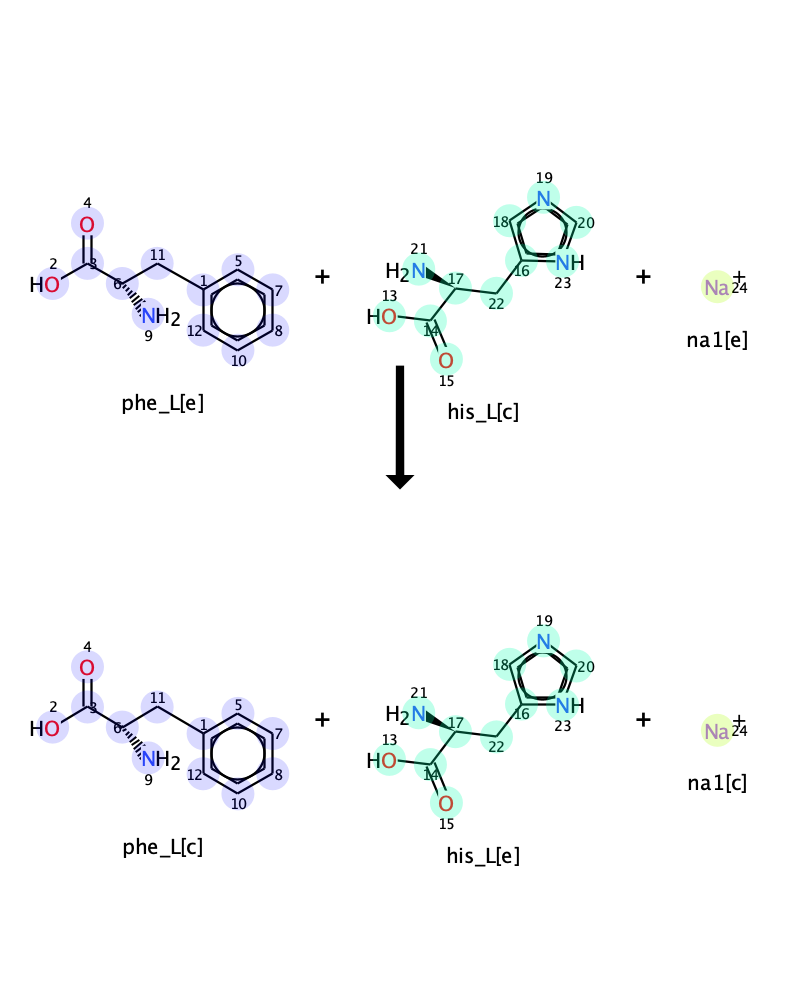 4
O
2
HO
3
6
11
NH2
9
1
5
7
8
10
12
+
19
N
18
20
21
H2N
17
16
NH
23
13
HO
14
22
O
15
+
Na+
24
phe_L[e]
his_L[c]
na1[e]
4
O
2
HO
3
6
11
NH2
9
1
5
7
8
10
12
+
19
N
18
20
21
H2N
17
16
NH
23
13
HO
14
22
O
15
+
Na+
24
phe_L[c]
his_L[e]
na1[c]